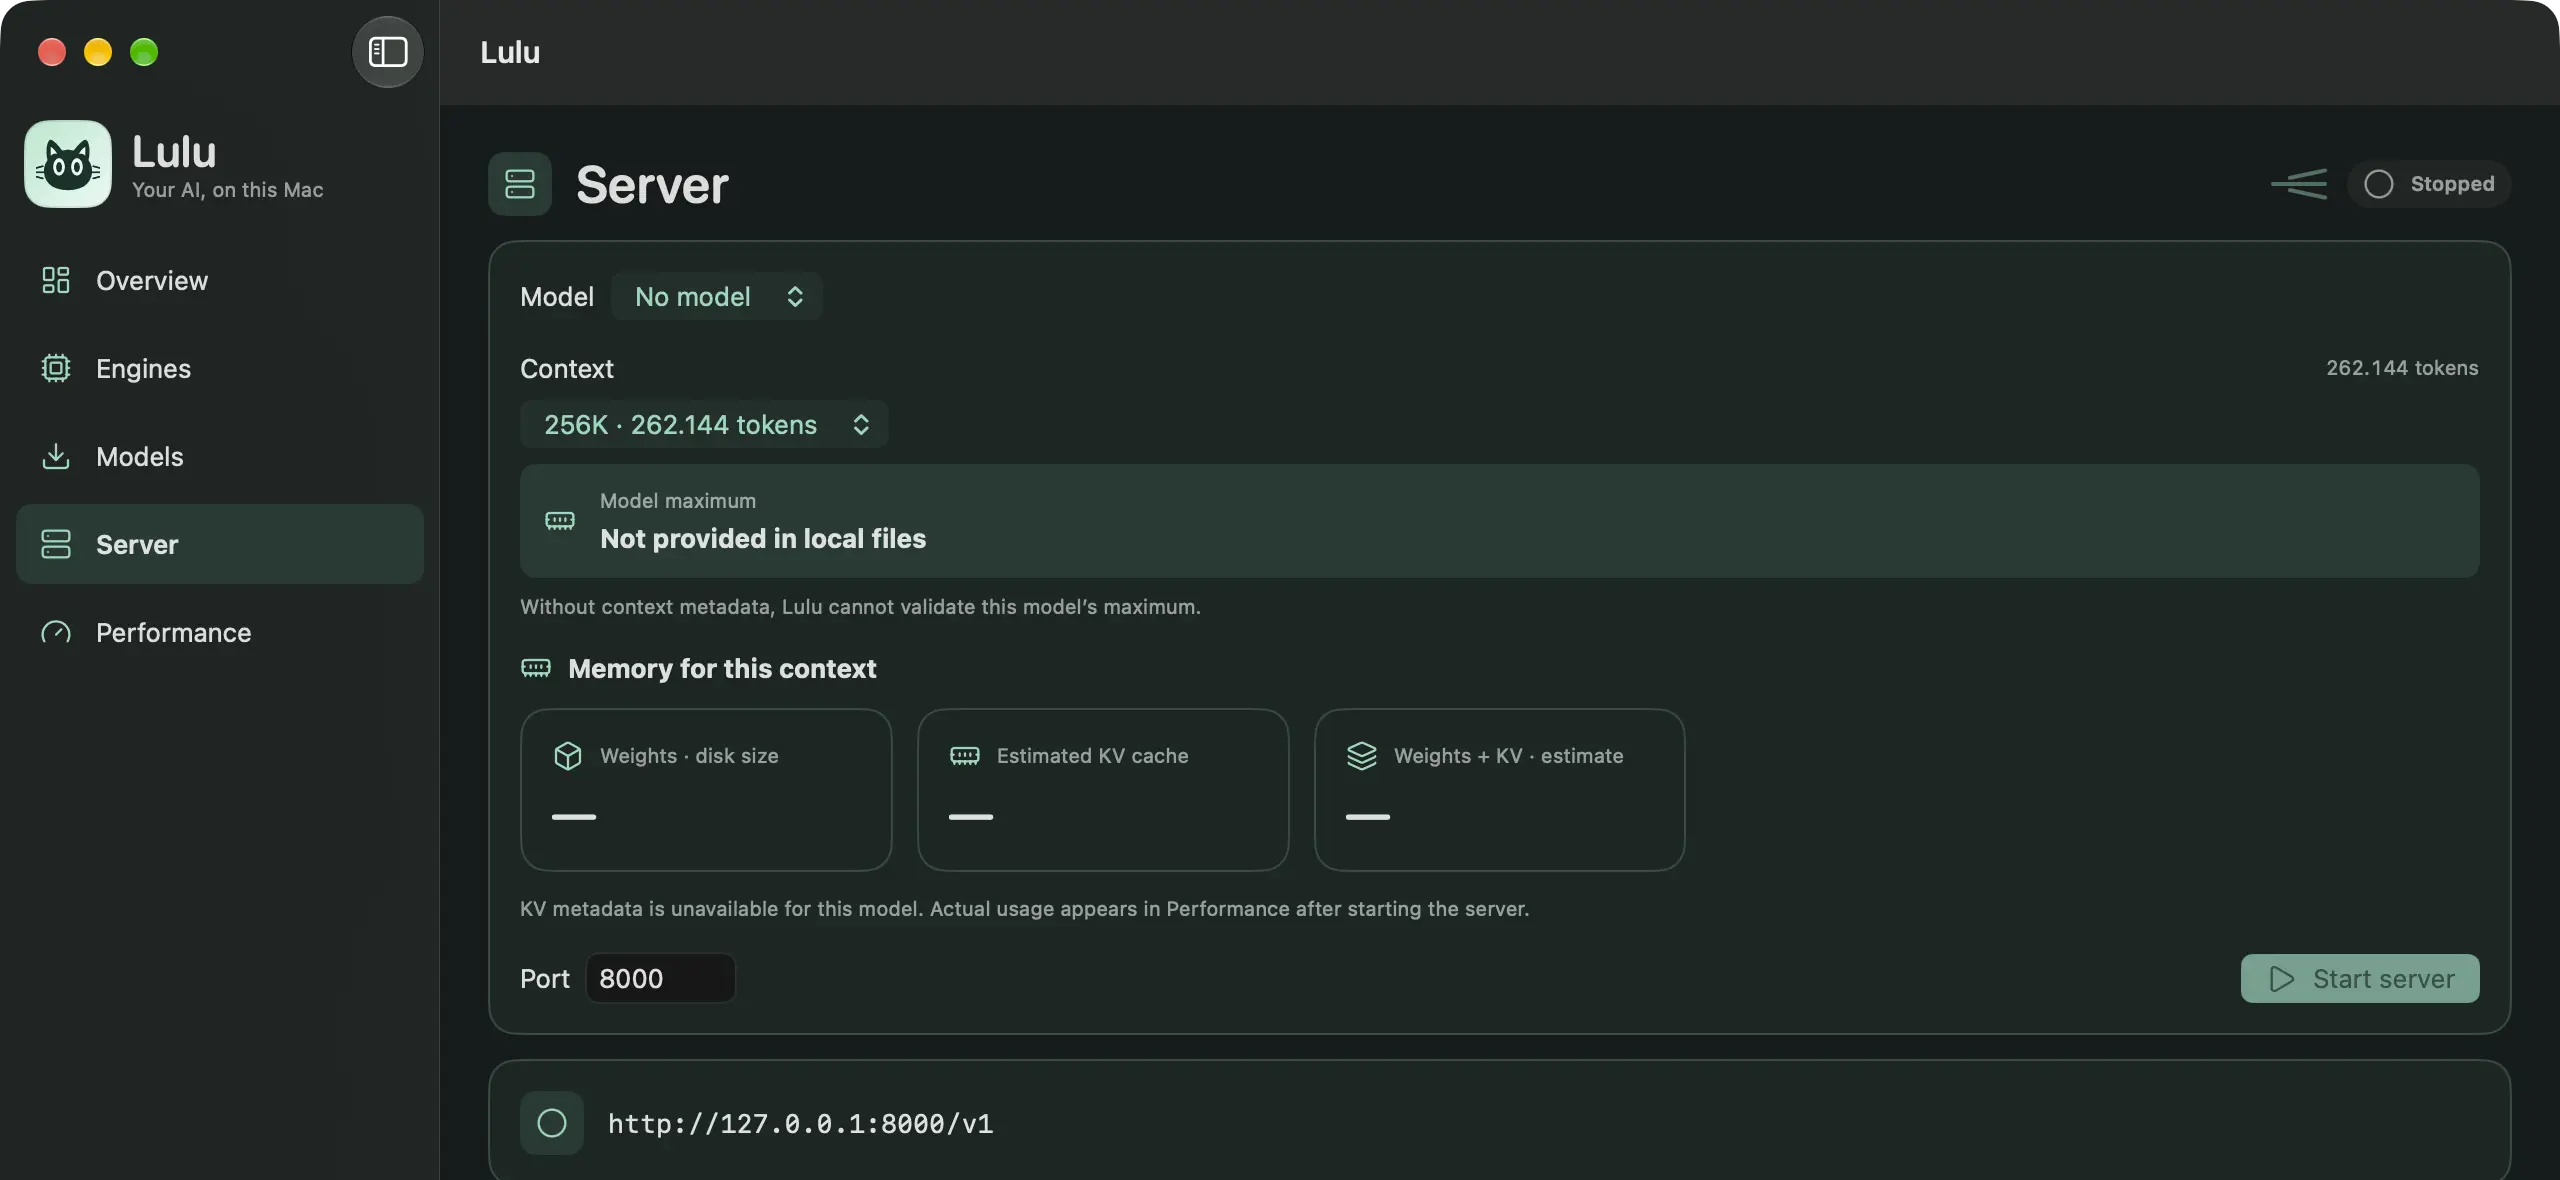 Lulu
Lulu
Your AI, on this Mac
Overview
Engines
Models
Server
Performance
Server
Stopped
Model No model
Context 262.144 tokens
256K · 262.144 tokens
Model maximum
Not provided in local files
Without context metadata, Lulu cannot validate this model’s maximum.
Memory for this context
Weights · disk size
—
Estimated KV cache
—
Weights + KV · estimate
—
KV metadata is unavailable for this model. Actual usage appears in Performance after starting the server.
Port 8000
Start server
http://127.0.0.1:8000/v1